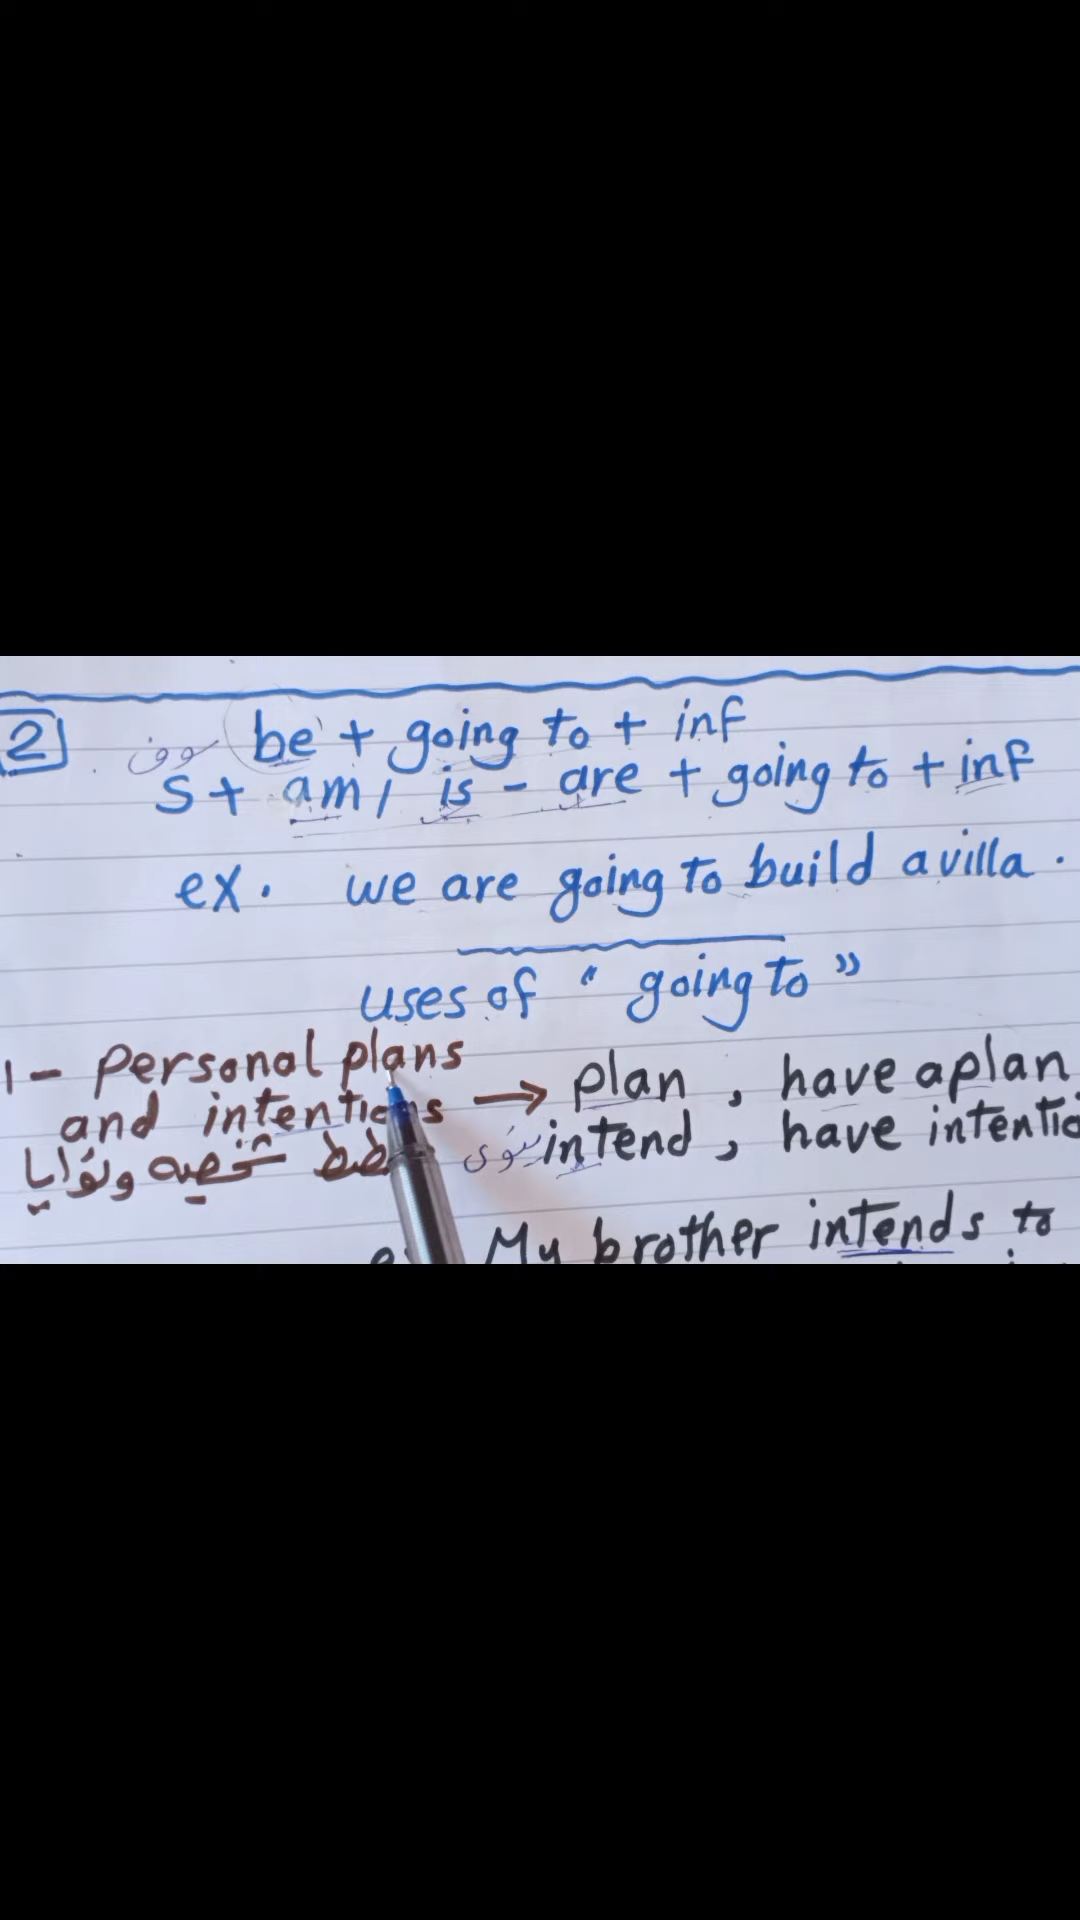 2 سوف be + going to + inf
S + am / is - are + going to + inf
ex. we are going to build a villa.
uses of " going to "
1 - Personal plans → plan , have a plan
and intentions ينوى intend , have intentio
شخصيه ونوايا
My brother intends to